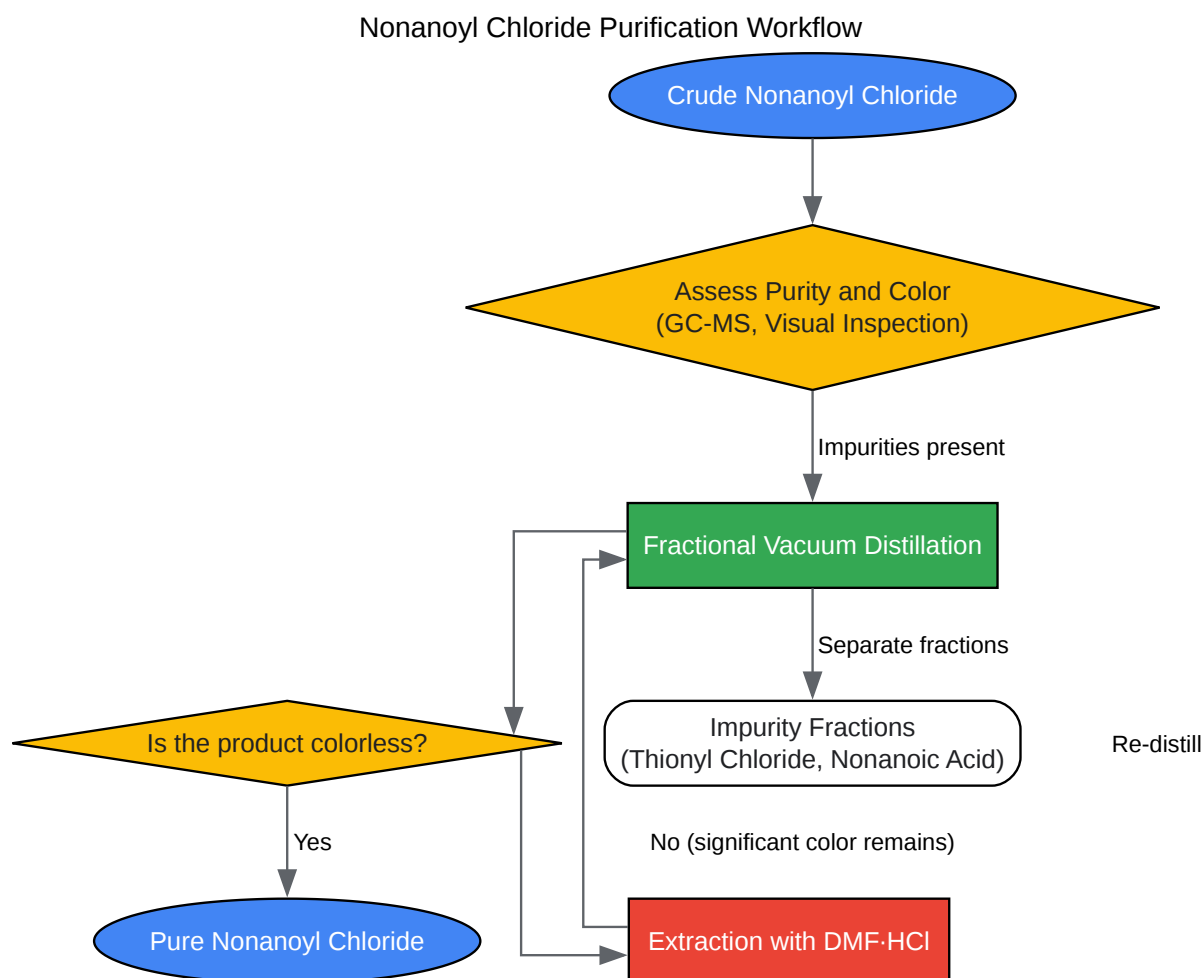 Nonanoyl Chloride Purification Workflow
Crude Nonanoyl Chloride
Assess Purity and Color
(GC-MS, Visual Inspection)
Impurities present
Fractional Vacuum Distillation
Separate fractions
Impurity Fractions
(Thionyl Chloride, Nonanoic Acid)
Is the product colorless?
Re-distill
Yes
No (significant color remains)
Pure Nonanoyl Chloride
Extraction with DMF·HCl